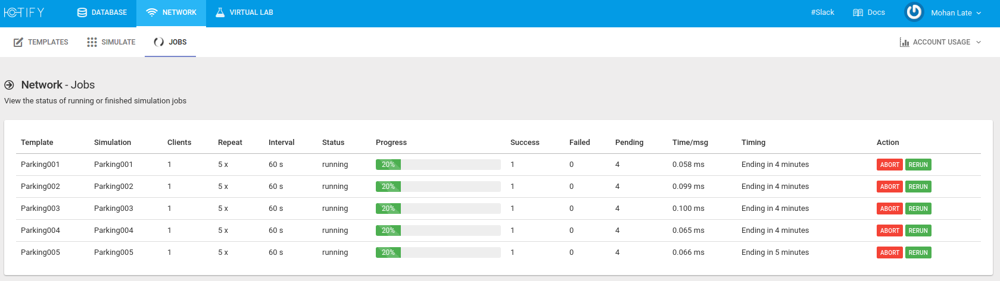 IOTIFY DATABASE NETWORK VIRTUAL LAB #Slack Docs Mohan Late
TEMPLATES SIMULATE JOBS ACCOUNT USAGE
Network - Jobs
View the status of running or finished simulation jobs
Template Simulation Clients Repeat Interval Status Progress Success Failed Pending Time/msg Timing Action
Parking001 Parking001 1 5 x 60 s running 20% 1 0 4 0.058 ms Ending in 4 minutes ABORT RERUN
Parking002 Parking002 1 5 x 60 s running 20% 1 0 4 0.099 ms Ending in 4 minutes ABORT RERUN
Parking003 Parking003 1 5 x 60 s running 20% 1 0 4 0.100 ms Ending in 4 minutes ABORT RERUN
Parking004 Parking004 1 5 x 60 s running 20% 1 0 4 0.065 ms Ending in 4 minutes ABORT RERUN
Parking005 Parking005 1 5 x 60 s running 20% 1 0 4 0.066 ms Ending in 5 minutes ABORT RERUN